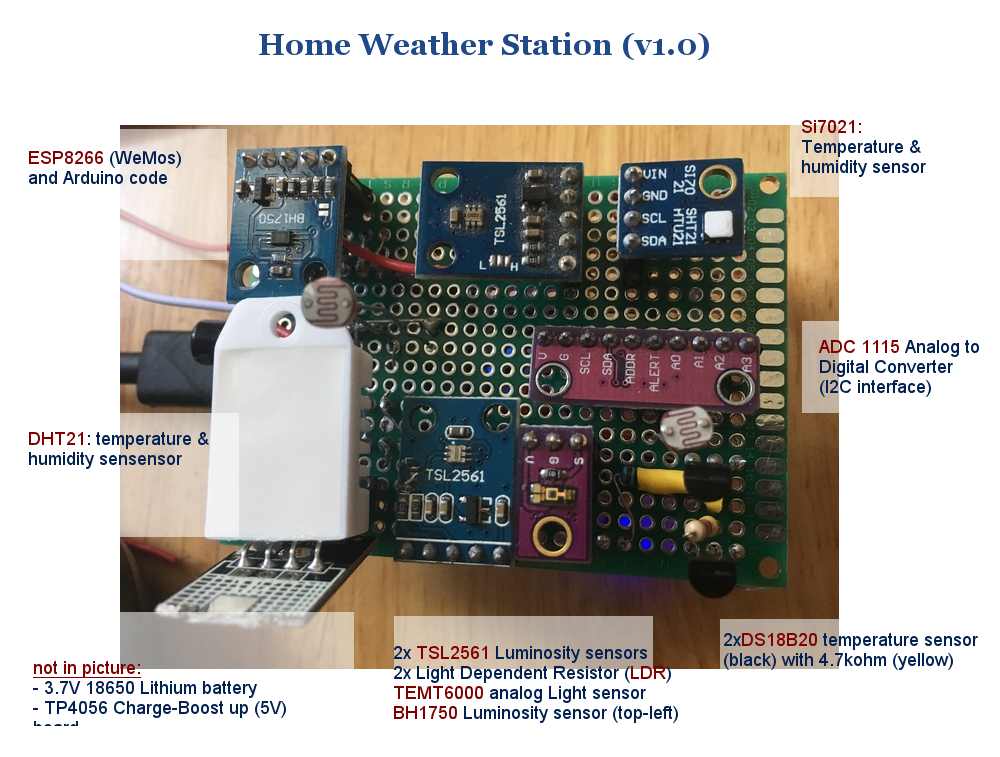 Home Weather Station (v1.0)
ESP8266 (WeMos)
and Arduino code
Si7021:
Temperature &
humidity sensor
BH1750
TSL2561
L H
VIN
GND
SCL
SDA
SI70
21
SHT21
HTU21
V G SCL SDA ADDR ALERT A0 A1 A2 A3
ADC 1115 Analog to
Digital Converter
(I2C interface)
DHT21: temperature &
humidity sensensor
TSL2561
V G S
not in picture:
- 3.7V 18650 Lithium battery
- TP4056 Charge-Boost up (5V)
board
2x TSL2561 Luminosity sensors
2x Light Dependent Resistor (LDR)
TEMT6000 analog Light sensor
BH1750 Luminosity sensor (top-left)
2xDS18B20 temperature sensor
(black) with 4.7kohm (yellow)